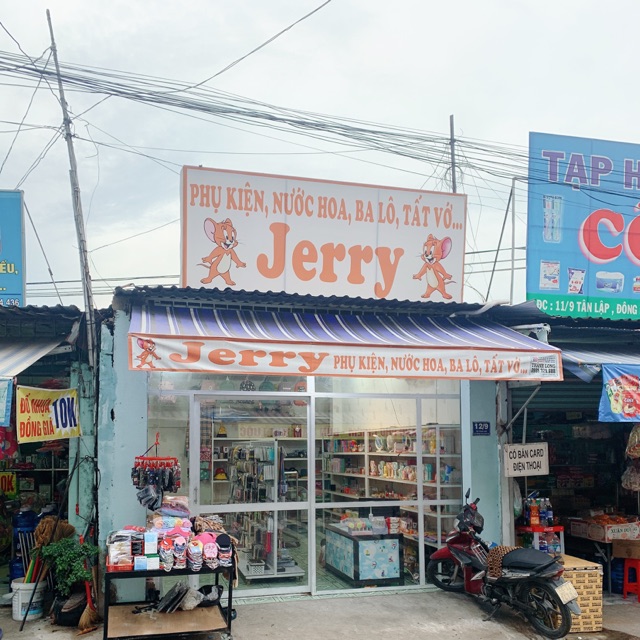 PHỤ KIỆN, NƯỚC HOA, BA LÔ, TẤT VỚ...
Jerry
Jerry PHỤ KIỆN, NƯỚC HOA, BA LÔ, TẤT VỚ...
TẠP
ĐC : 11/9 TÂN LẬP , ĐÔNG
10K
ĐỒNG GIÁ
12/9
CÓ BÁN CARD
ĐIỆN THOẠI